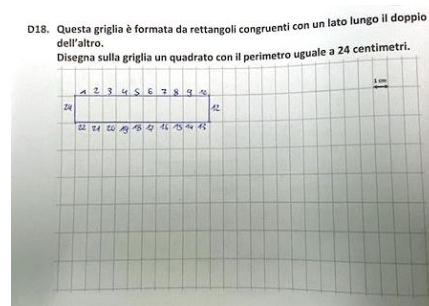 D18. Questa griglia è formata da rettangoli congruenti con un lato lungo il doppio
dell'altro.
Disegna sulla griglia un quadrato con il perimetro uguale a 24 centimetri.
1 cm
1 2 3 4 5 6 7 8 9 10
24 12
22 21 20 19 18 17 16 15 14 13